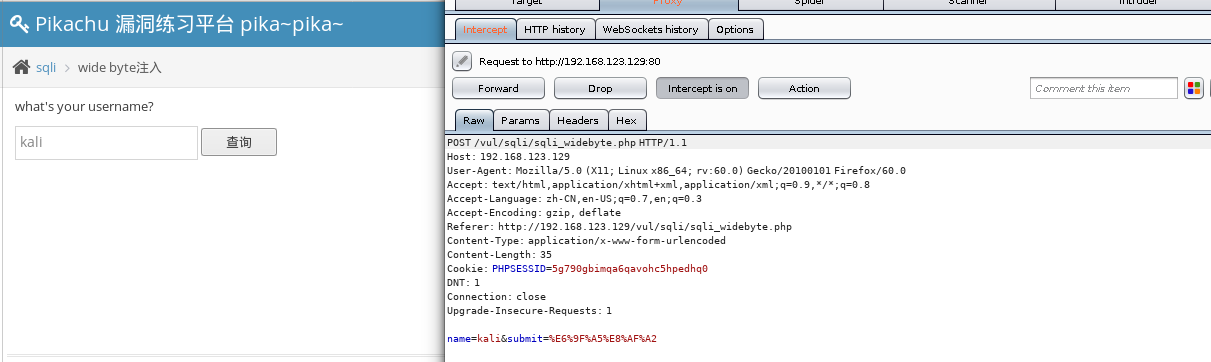 Pikachu 漏洞练习平台 pika~pika~
sqli > wide byte注入
what's your username?
kali
查询
Target Proxy Spider Scanner Intruder
Intercept HTTP history WebSockets history Options
Request to http://192.168.123.129:80
Forward Drop Intercept is on Action Comment this item
Raw Params Headers Hex
POST /vul/sqli/sqli_widebyte.php HTTP/1.1
Host: 192.168.123.129
User-Agent: Mozilla/5.0 (X11; Linux x86_64; rv:60.0) Gecko/20100101 Firefox/60.0
Accept: text/html,application/xhtml+xml,application/xml;q=0.9,*/*;q=0.8
Accept-Language: zh-CN,en-US;q=0.7,en;q=0.3
Accept-Encoding: gzip, deflate
Referer: http://192.168.123.129/vul/sqli/sqli_widebyte.php
Content-Type: application/x-www-form-urlencoded
Content-Length: 35
Cookie: PHPSESSID=5g790gbimqa6qavohc5hpedhq0
DNT: 1
Connection: close
Upgrade-Insecure-Requests: 1
name=kali&submit=%E6%9F%A5%E8%AF%A2